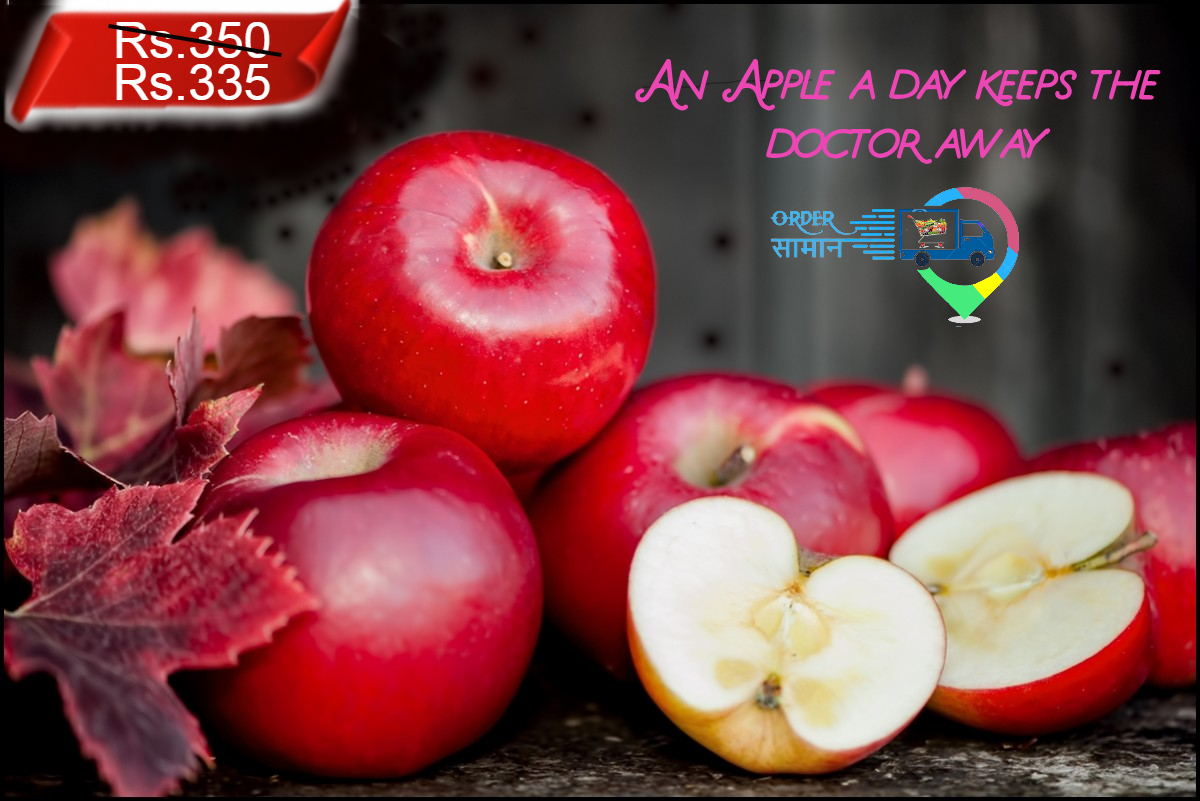 Rs.350
Rs.335
An Apple a day keeps the
doctor away
ORDER
सामान